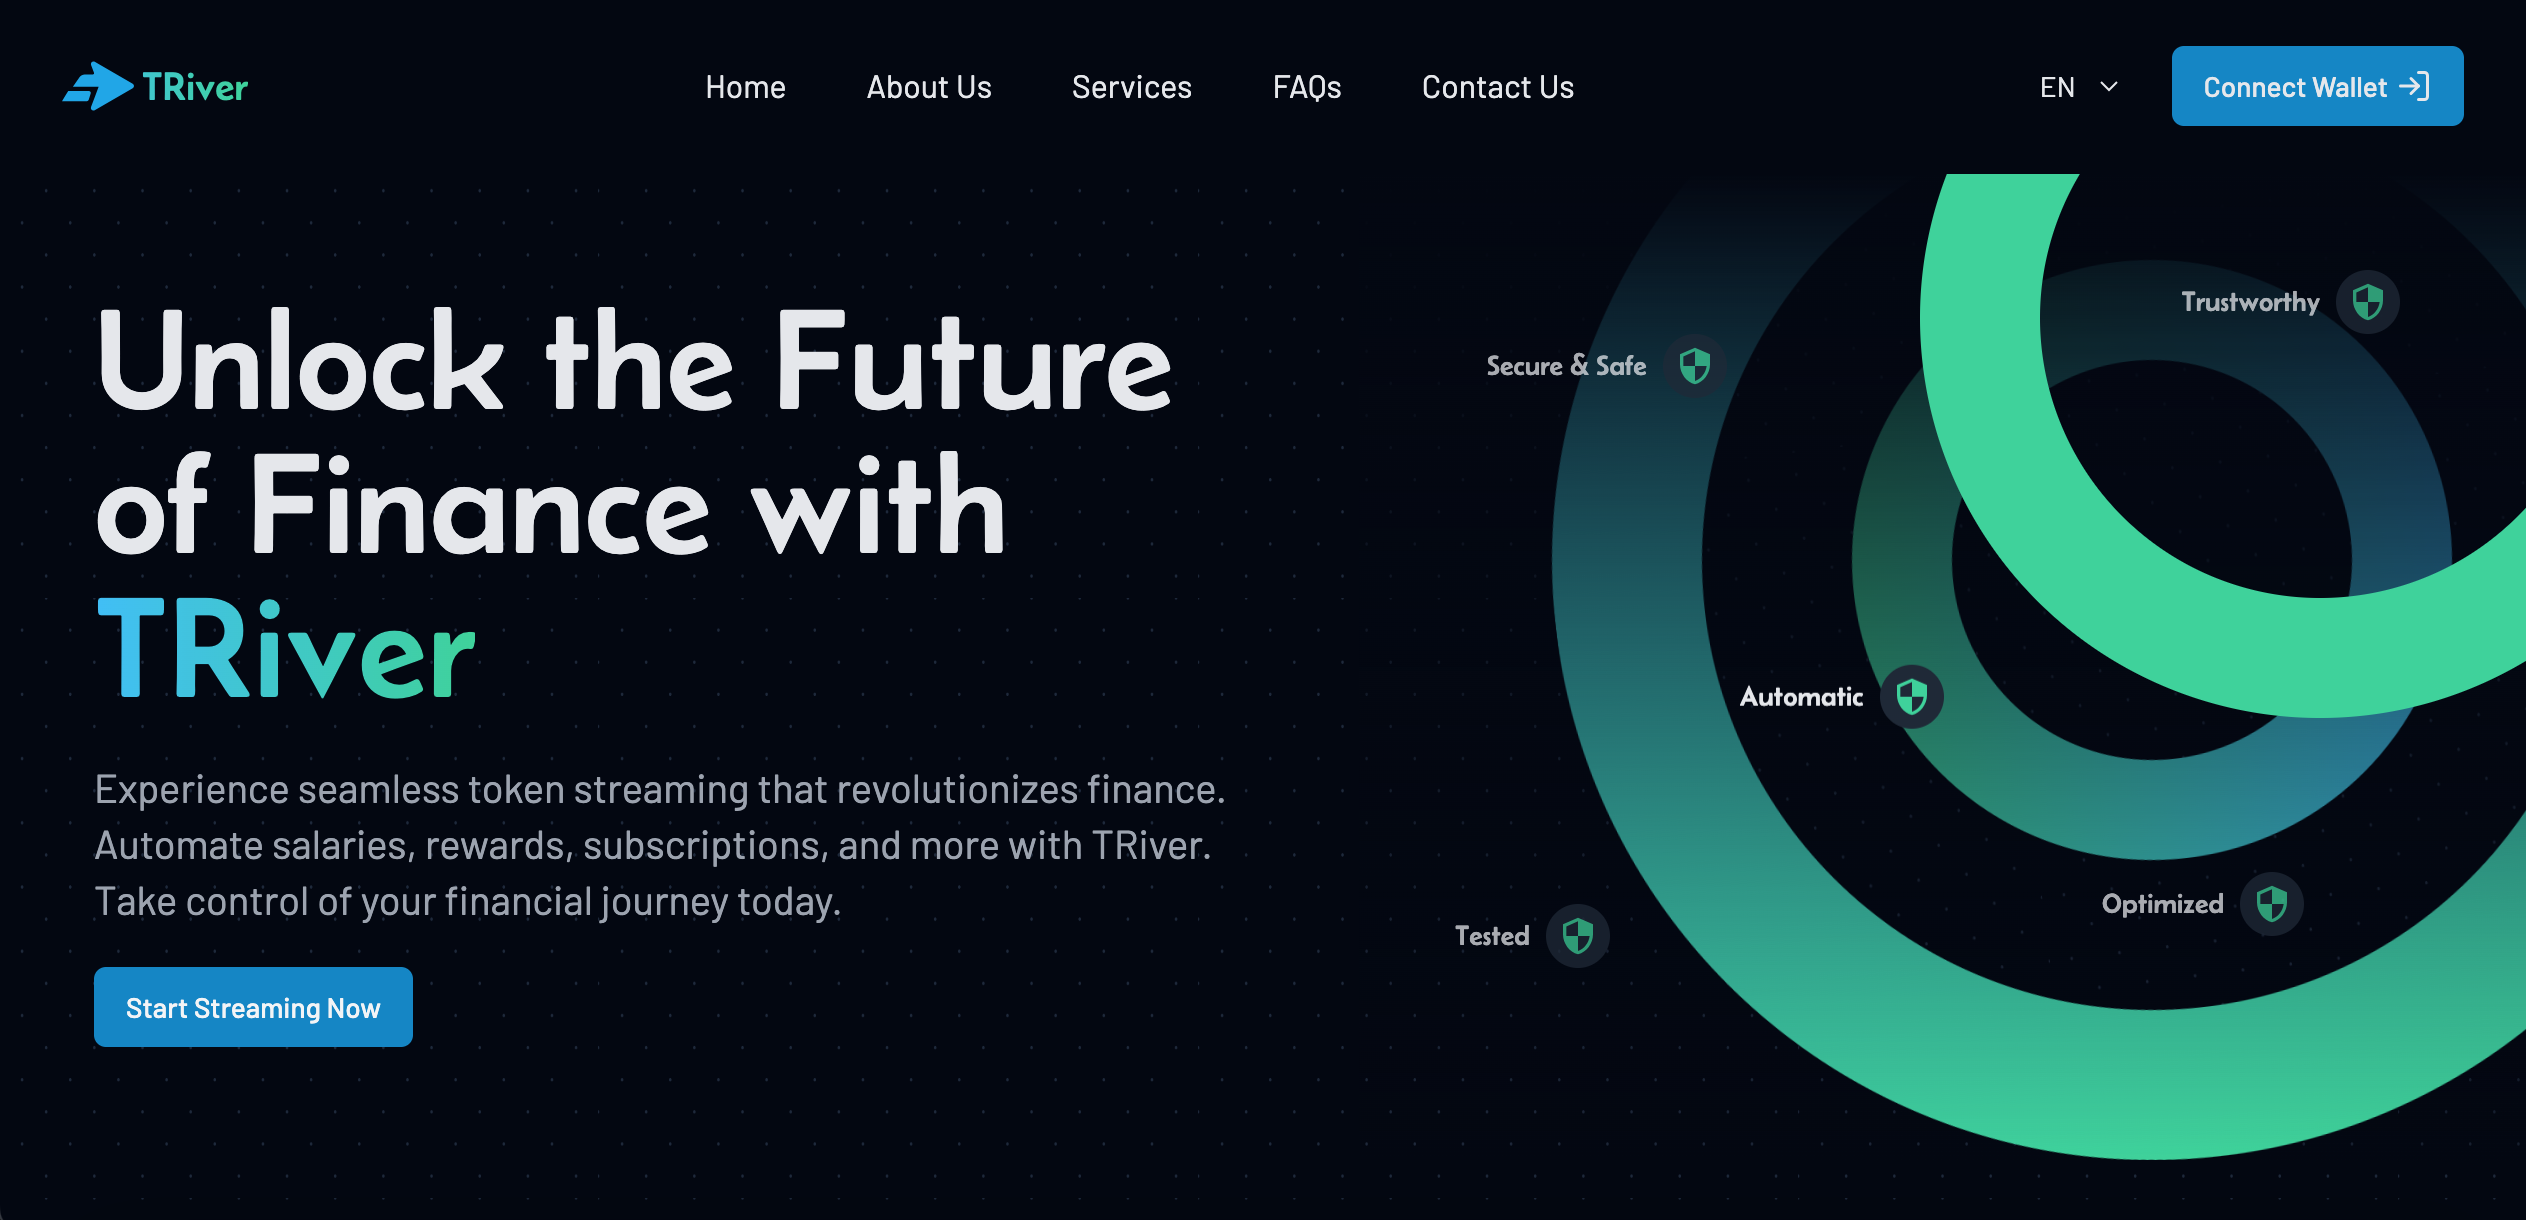 TRiver
Home
About Us
Services
FAQs
Contact Us
EN
Connect Wallet
Unlock the Future
of Finance with
TRiver
Experience seamless token streaming that revolutionizes finance.
Automate salaries, rewards, subscriptions, and more with TRiver.
Take control of your financial journey today.
Start Streaming Now
Trustworthy
Secure & Safe
Automatic
Optimized
Tested